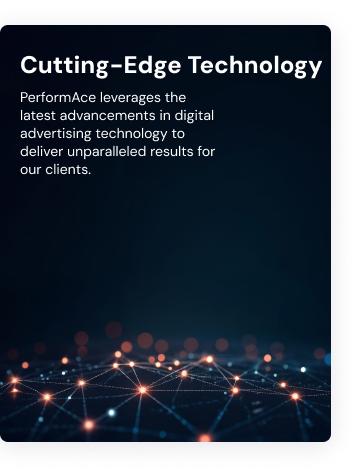 Cutting-Edge Technology
PerformAce leverages the
latest advancements in digital
advertising technology to
deliver unparalleled results for
our clients.